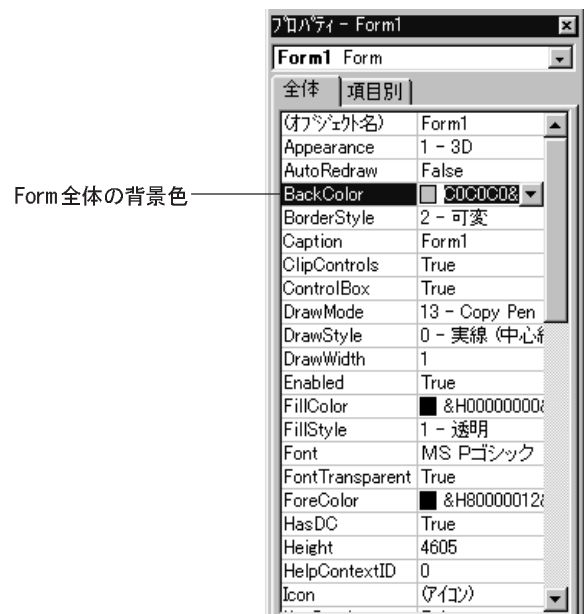 ﾌﾟﾛﾊﾟﾃｨ - Form1
Form1 Form
全体 項目別
(ｵﾌﾞｼﾞｪｸﾄ名) Form1
Appearance 1 - 3D
AutoRedraw False
Form全体の背景色
BackColor C0C0C0&
BorderStyle 2 - 可変
Caption Form1
ClipControls True
ControlBox True
DrawMode 13 - Copy Pen
DrawStyle 0 - 実線 (中心
DrawWidth 1
Enabled True
FillColor &H00000000&
FillStyle 1 - 透明
Font MS Pゴシック
FontTransparent True
ForeColor &H80000012&
HasDC True
Height 4605
HelpContextID 0
Icon (ｱｲｺﾝ)